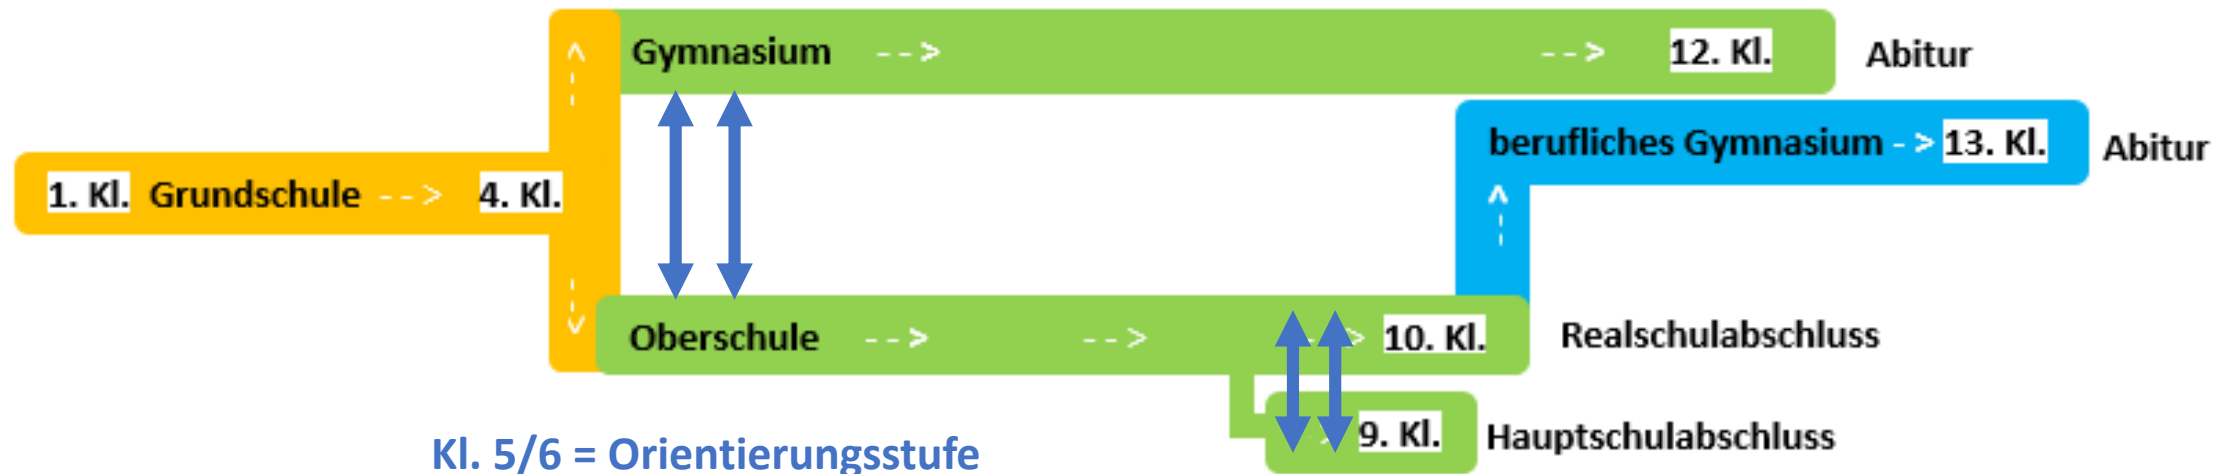 Gymnasium --> --> 12. Kl. Abitur
berufliches Gymnasium - > 13. Kl. Abitur
1. Kl. Grundschule --> 4. Kl.
Oberschule --> --> --> 10. Kl. Realschulabschluss
> 9. Kl. Hauptschulabschluss
Kl. 5/6 = Orientierungsstufe